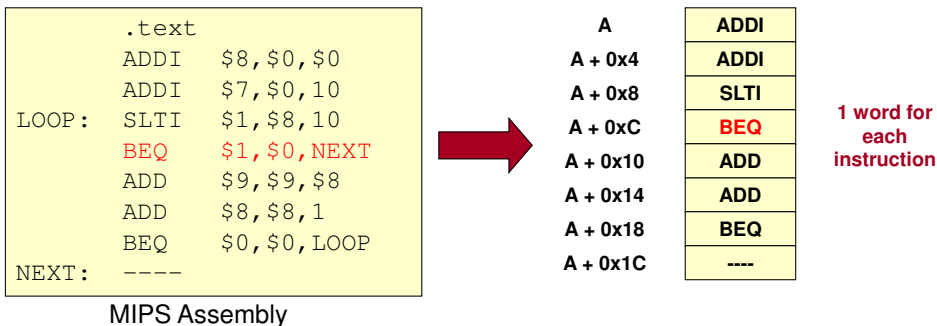 .text
ADDI $8,$0,$0
ADDI $7,$0,10
LOOP: SLTI $1,$8,10
BEQ $1,$0,NEXT
ADD $9,$9,$8
ADD $8,$8,1
BEQ $0,$0,LOOP
NEXT: ----
MIPS Assembly
A ADDI
A + 0x4 ADDI
A + 0x8 SLTI
A + 0xC BEQ
A + 0x10 ADD
A + 0x14 ADD
A + 0x18 BEQ
A + 0x1C ----
1 word for
each
instruction